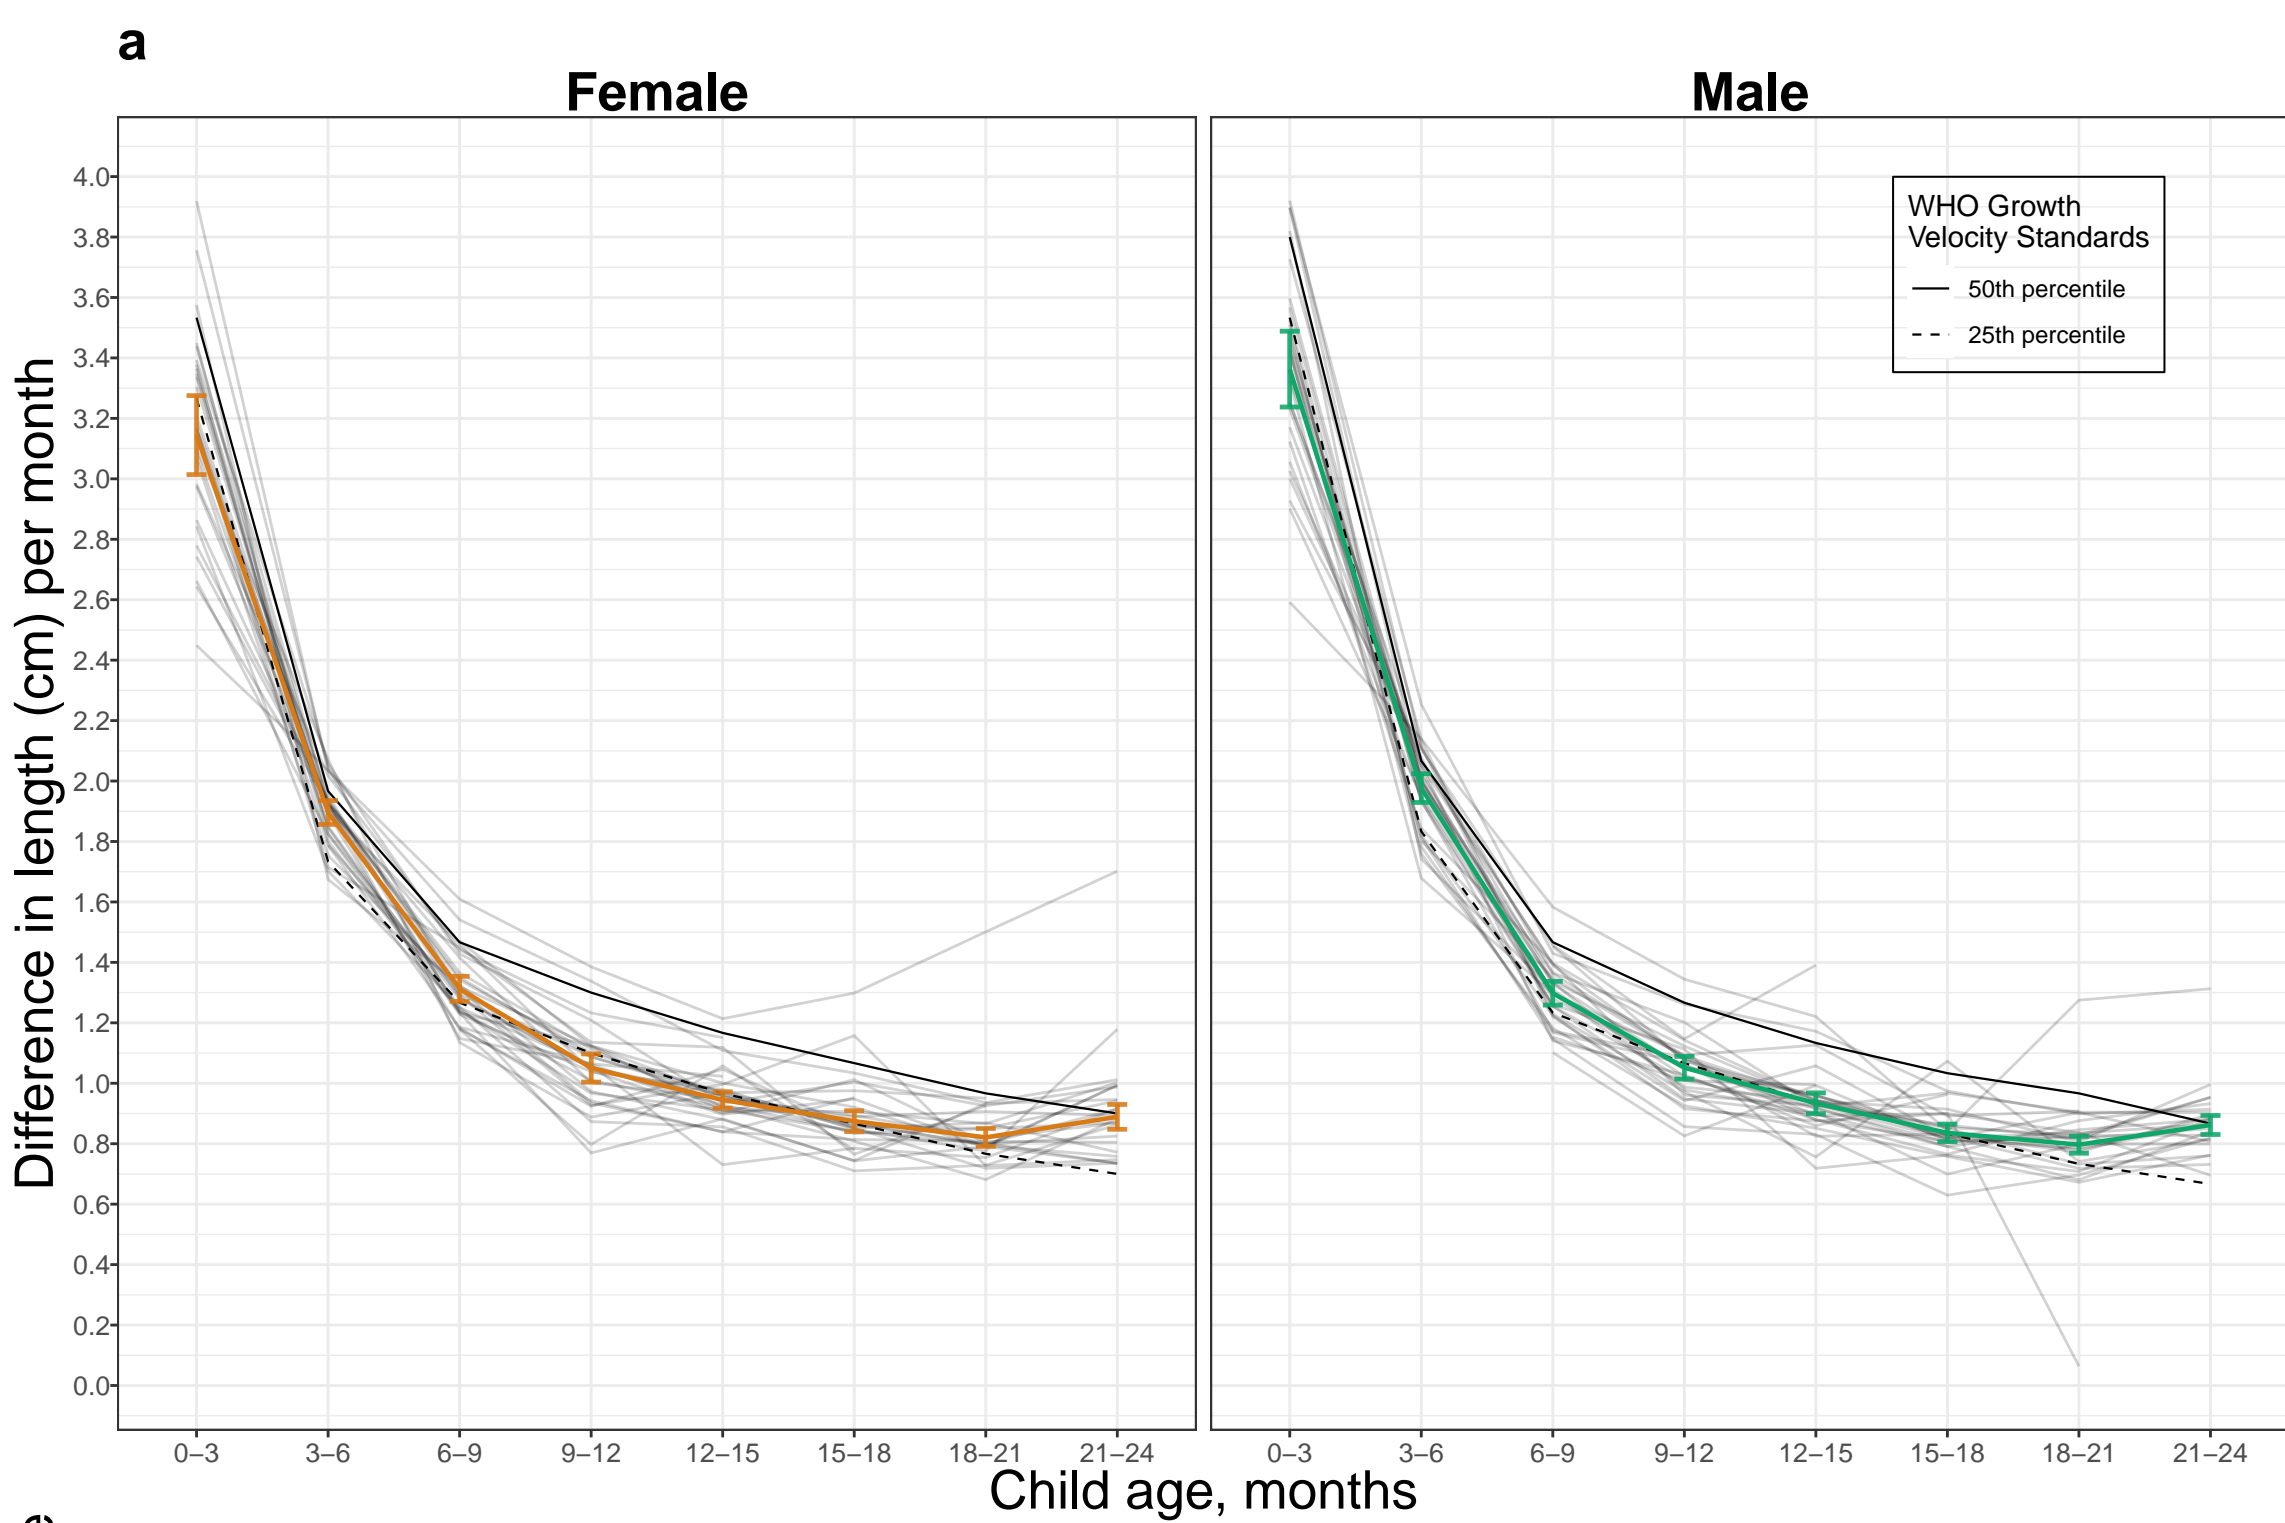 a
Female
Male
Difference in length (cm) per month
4.0
3.8
3.6
3.4
3.2
3.0
2.8
2.6
2.4
2.2
2.0
1.8
1.6
1.4
1.2
1.0
0.8
0.6
0.4
0.2
0.0
WHO Growth
Velocity Standards
50th percentile
25th percentile
0–3 3–6 6–9 9–12 12–15 15–18 18–21 21–24
0–3 3–6 6–9 9–12 12–15 15–18 18–21 21–24
Child age, months